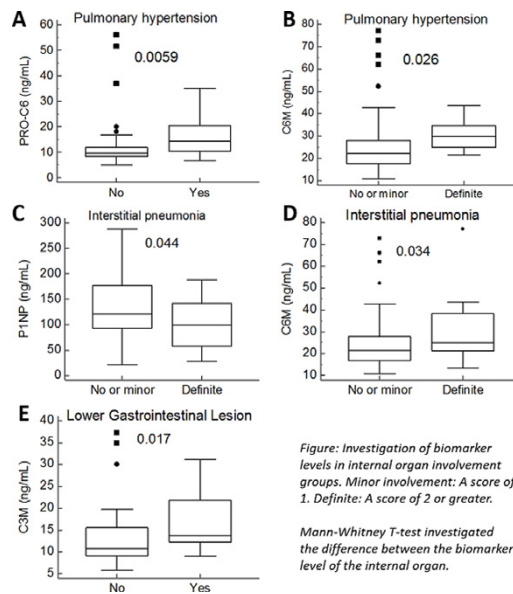 A Pulmonary hypertension
PRO-C6 (ng/mL)
60
50
40
30
20
10
0
0.0059
No Yes
B Pulmonary hypertension
C6M (ng/mL)
80
70
60
50
40
30
20
10
0.026
No or minor Definite
C Interstitial pneumonia
P1NP (ng/mL)
300
250
200
150
100
50
0
0.044
No or minor Definite
D Interstitial pneumonia
C6M (ng/mL)
80
70
60
50
40
30
20
10
0.034
No or minor Definite
E Lower Gastrointestinal Lesion
C3M (ng/mL)
40
35
30
25
20
15
10
5
0.017
No Yes
Figure: Investigation of biomarker
levels in internal organ involvement
groups. Minor involvement: A score of
1. Definite: A score of 2 or greater.
Mann-Whitney T-test investigated
the difference between the biomarker
level of the internal organ.